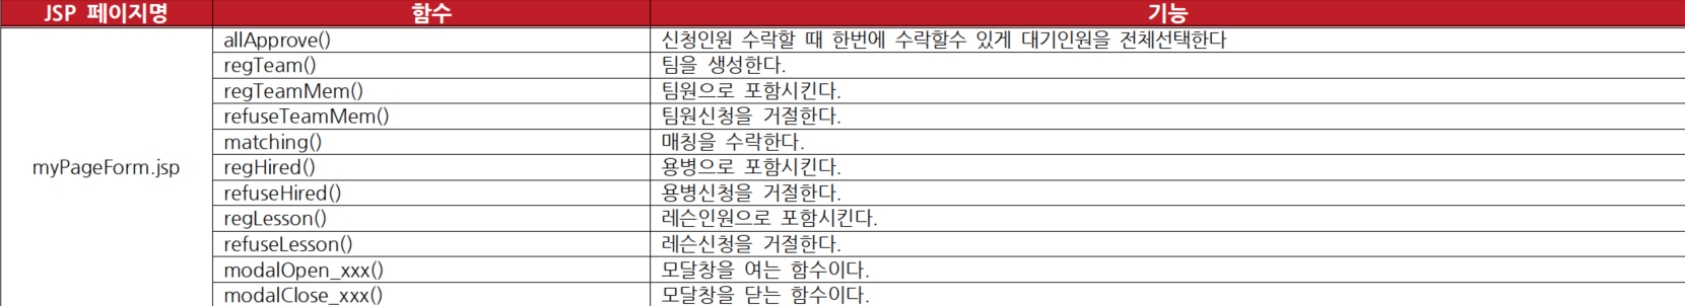 JSP 페이지명 함수 기능
allApprove() 신청인원 수락할 때 한번에 수락할수 있게 대기인원을 전체선택한다
regTeam() 팀을 생성한다.
regTeamMem() 팀원으로 포함시킨다.
refuseTeamMem() 팀원신청을 거절한다.
matching() 매칭을 수락한다.
myPageForm.jsp regHired() 용병으로 포함시킨다.
refuseHired() 용병신청을 거절한다.
regLesson() 레슨인원으로 포함시킨다.
refuseLesson() 레슨신청을 거절한다.
modalOpen_xxx() 모달창을 여는 함수이다.
modalClose_xxx() 모달창을 닫는 함수이다.